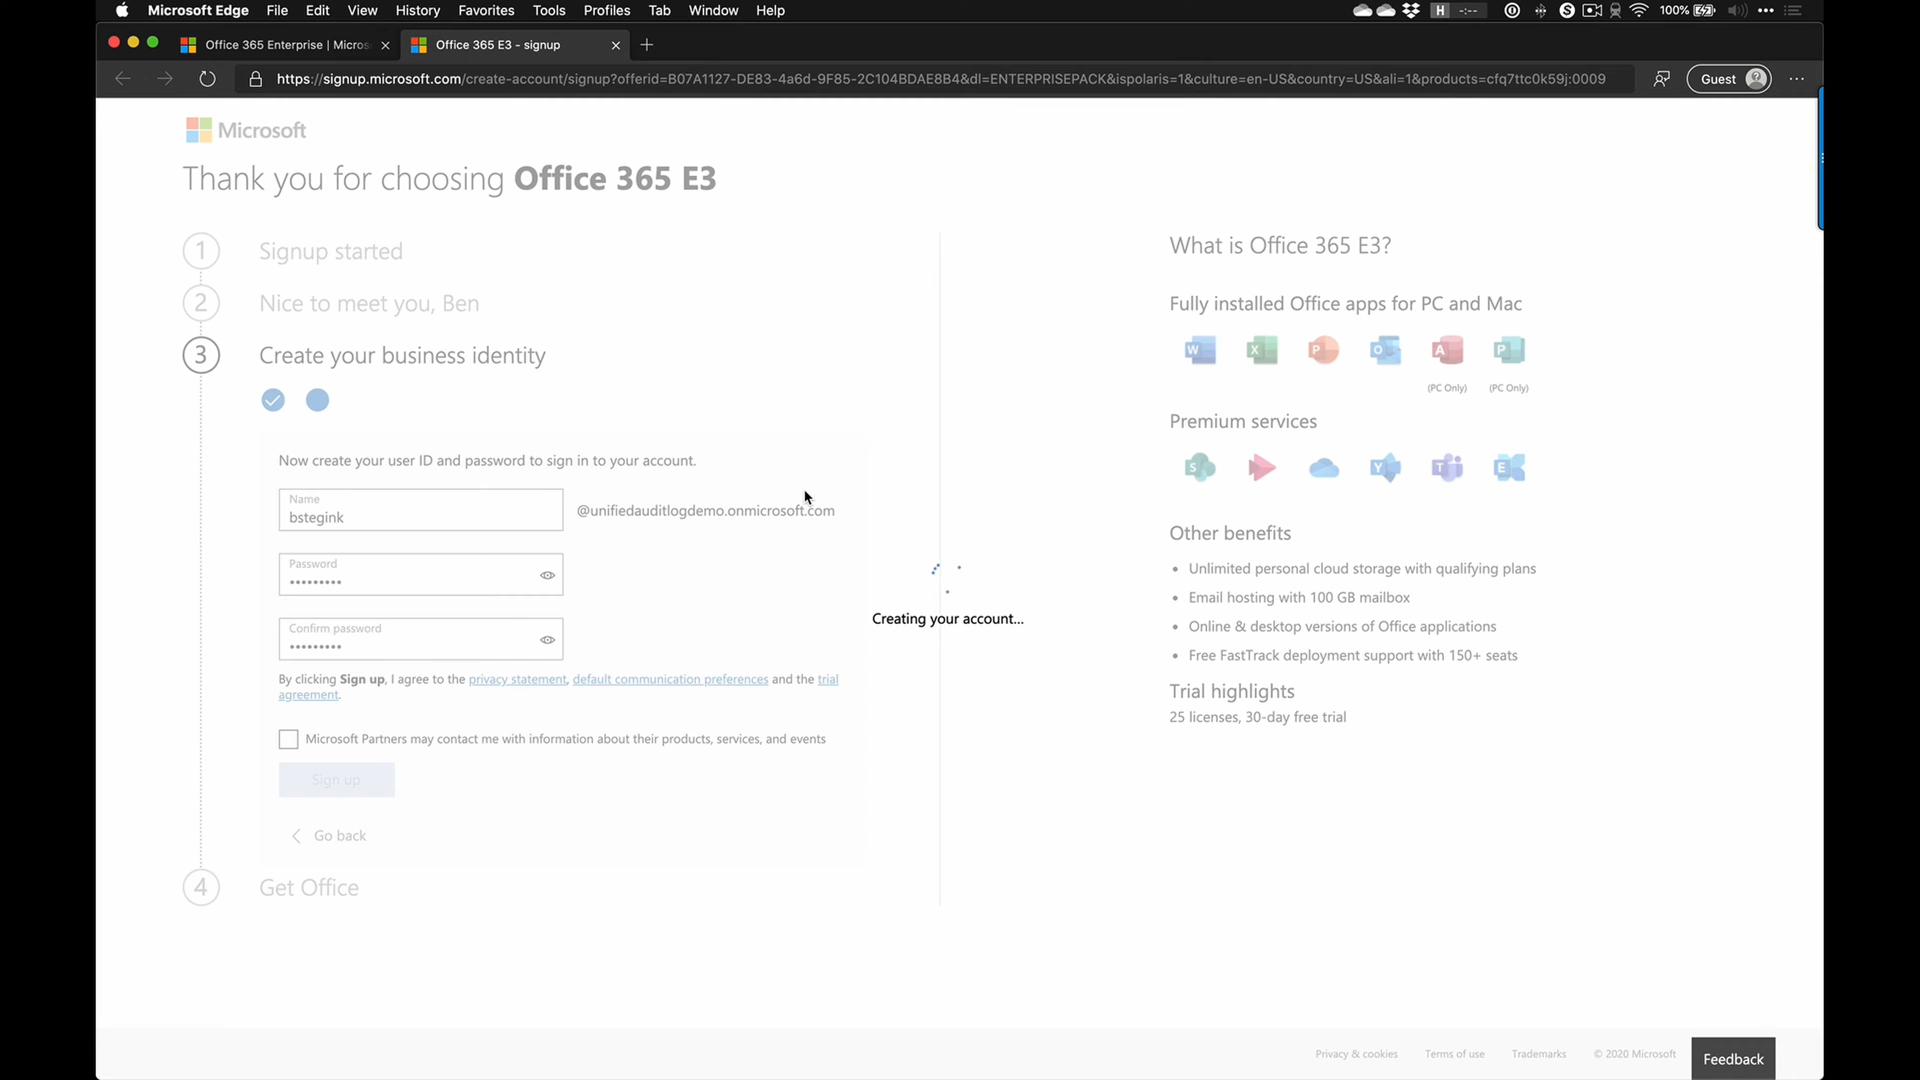 Microsoft Edge File Edit View History Favorites Tools Profiles Tab Window Help
H -:-- 100%
Office 365 Enterprise | Micros
Office 365 E3 - signup
https://signup.microsoft.com/create-account/signup?offerid=B07A1127-DE83-4a6d-9F85-2C104BDAE8B4&dl=ENTERPRISEPACK&ispolaris=1&culture=en-US&country=US&ali=1&products=cfq7ttc0k59j:0009
Guest
Microsoft
Thank you for choosing Office 365 E3
1 Signup started
2 Nice to meet you, Ben
3 Create your business identity
Now create your user ID and password to sign in to your account.
Name
bstegink
@unifiedauditlogdemo.onmicrosoft.com
Password
•••••••••
Confirm password
•••••••••
By clicking Sign up, I agree to the privacy statement, default communication preferences and the trial
agreement.
Microsoft Partners may contact me with information about their products, services, and events
Sign up
Go back
4 Get Office
Creating your account...
What is Office 365 E3?
Fully installed Office apps for PC and Mac
W X P O A P
(PC Only) (PC Only)
Premium services
S Y T E
Other benefits
• Unlimited personal cloud storage with qualifying plans
• Email hosting with 100 GB mailbox
• Online & desktop versions of Office applications
• Free FastTrack deployment support with 150+ seats
Trial highlights
25 licenses, 30-day free trial
Privacy & cookies Terms of use Trademarks © 2020 Microsoft
Feedback